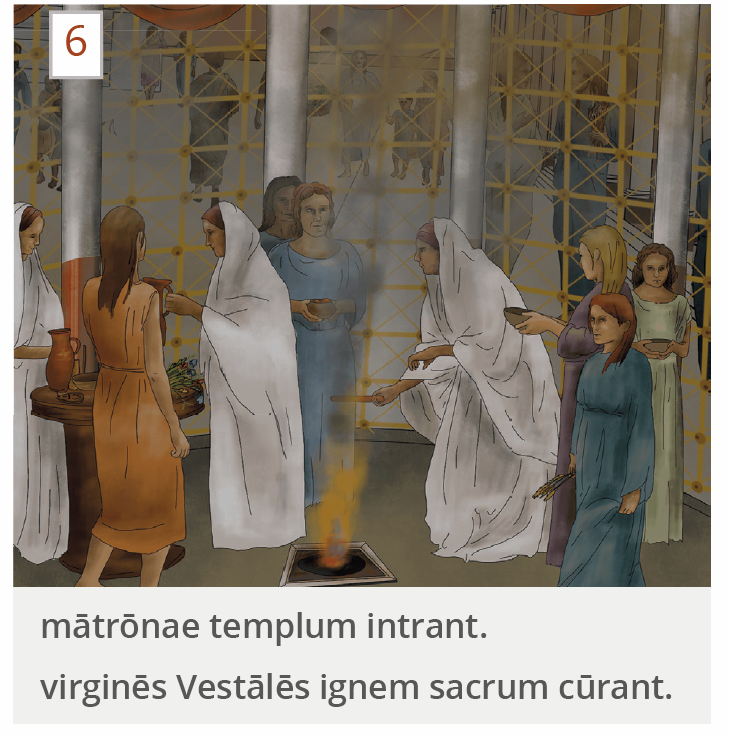 6
mātrōnae templum intrant.
virginēs Vestālēs ignem sacrum cūrant.